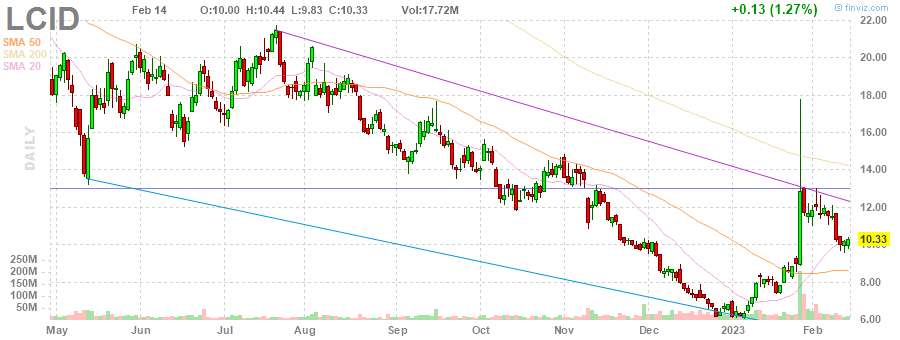 LCID Feb 14 O:10.00 H:10.44 L:9.83 C:10.33 Vol:17.72M +0.13 (1.27%) © finviz.com
SMA 50
SMA 200
SMA 20
DAILY
22.00
20.00
18.00
16.00
14.00
12.00
10.33
10.00
8.00
6.00
250M
200M
150M
100M
50M
May Jun Jul Aug Sep Oct Nov Dec 2023 Feb